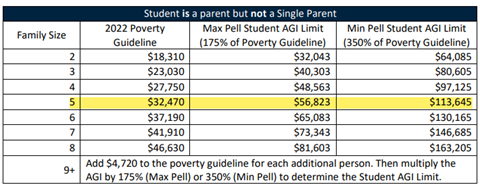 Student is a parent but not a Single Parent
Family Size 2022 Poverty Guideline Max Pell Student AGI Limit (175% of Poverty Guideline) Min Pell Student AGI Limit (350% of Poverty Guideline)
2 $18,310 $32,043 $64,085
3 $23,030 $40,303 $80,605
4 $27,750 $48,563 $97,125
5 $32,470 $56,823 $113,645
6 $37,190 $65,083 $130,165
7 $41,910 $73,343 $146,685
8 $46,630 $81,603 $163,205
9+ Add $4,720 to the poverty guideline for each additional person. Then multiply the
AGI by 175% (Max Pell) or 350% (Min Pell) to determine the Student AGI Limit.